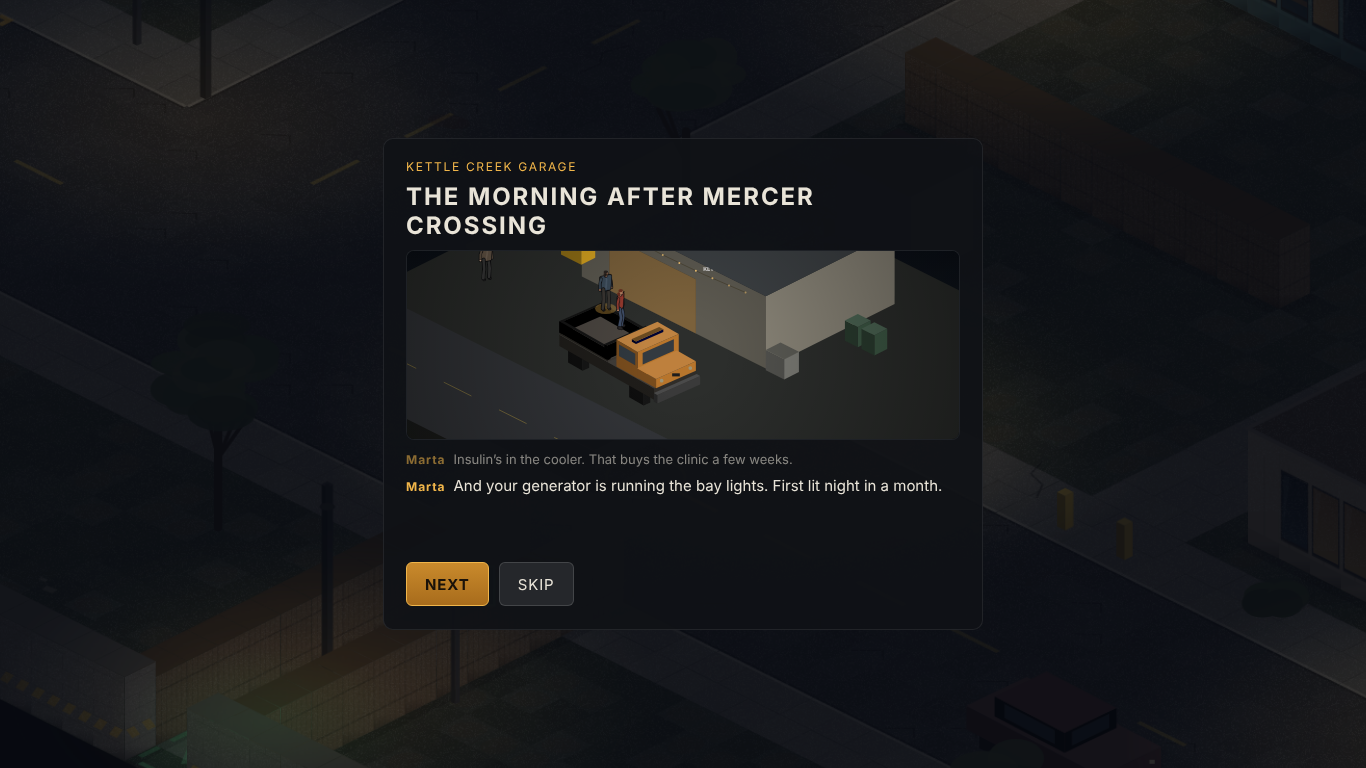 KETTLE CREEK GARAGE
THE MORNING AFTER MERCER
CROSSING
Marta Insulin’s in the cooler. That buys the clinic a few weeks.
Marta And your generator is running the bay lights. First lit night in a month.
NEXT SKIP